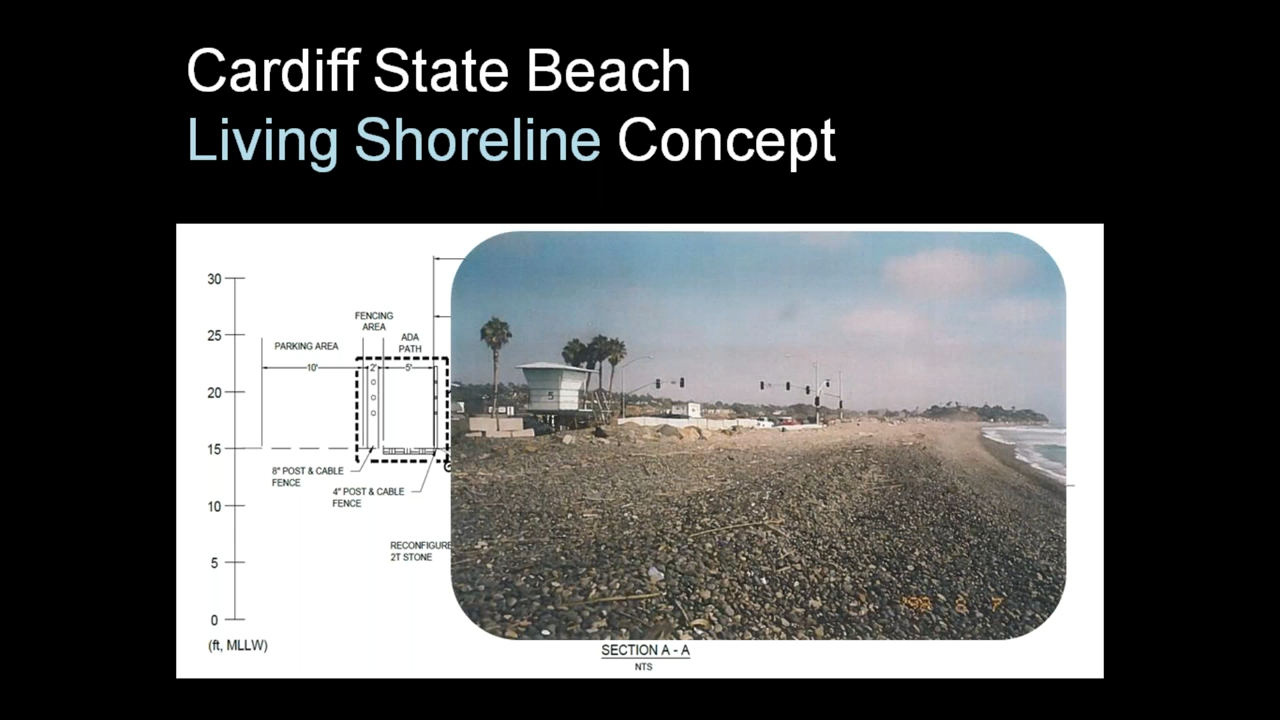 Cardiff State Beach
Living Shoreline Concept
30
25
20
15
10
5
0
(ft, MLLW)
FENCING
AREA
PARKING AREA
ADA
PATH
10'
2'
5'
8" POST & CABLE
FENCE
4" POST & CABLE
FENCE
RECONFIGURE
2T STONE
5
SECTION A - A
NTS